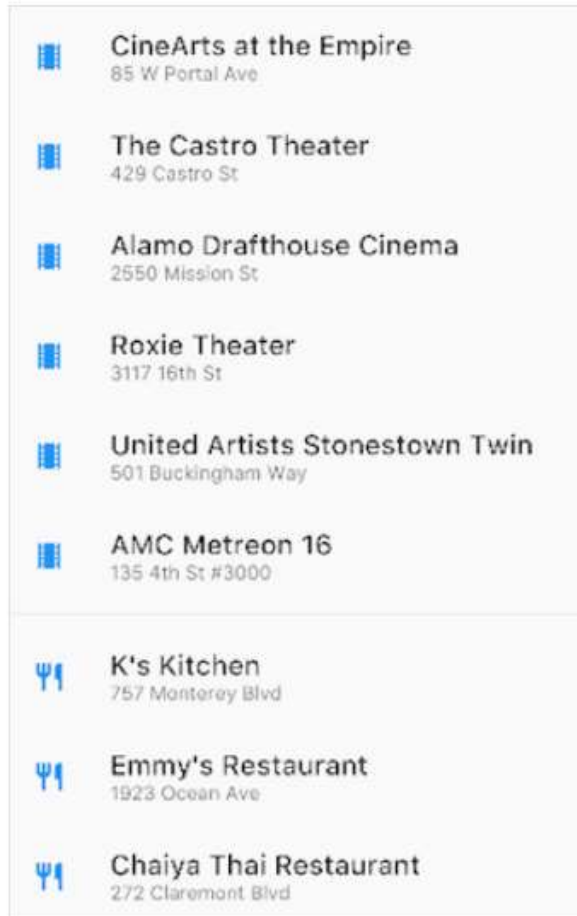 CineArts at the Empire
85 W Portal Ave
The Castro Theater
429 Castro St
Alamo Drafthouse Cinema
2550 Mission St
Roxie Theater
3117 16th St
United Artists Stonestown Twin
501 Buckingham Way
AMC Metreon 16
135 4th St #3000
K's Kitchen
757 Monterey Blvd
Emmy's Restaurant
1923 Ocean Ave
Chaiya Thai Restaurant
272 Claremont Blvd